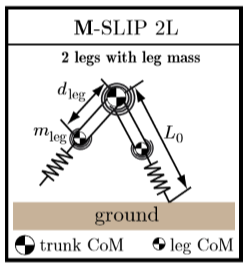 M-SLIP 2L
2 legs with leg mass
d_leg
m_leg
L_0
ground
trunk CoM leg CoM